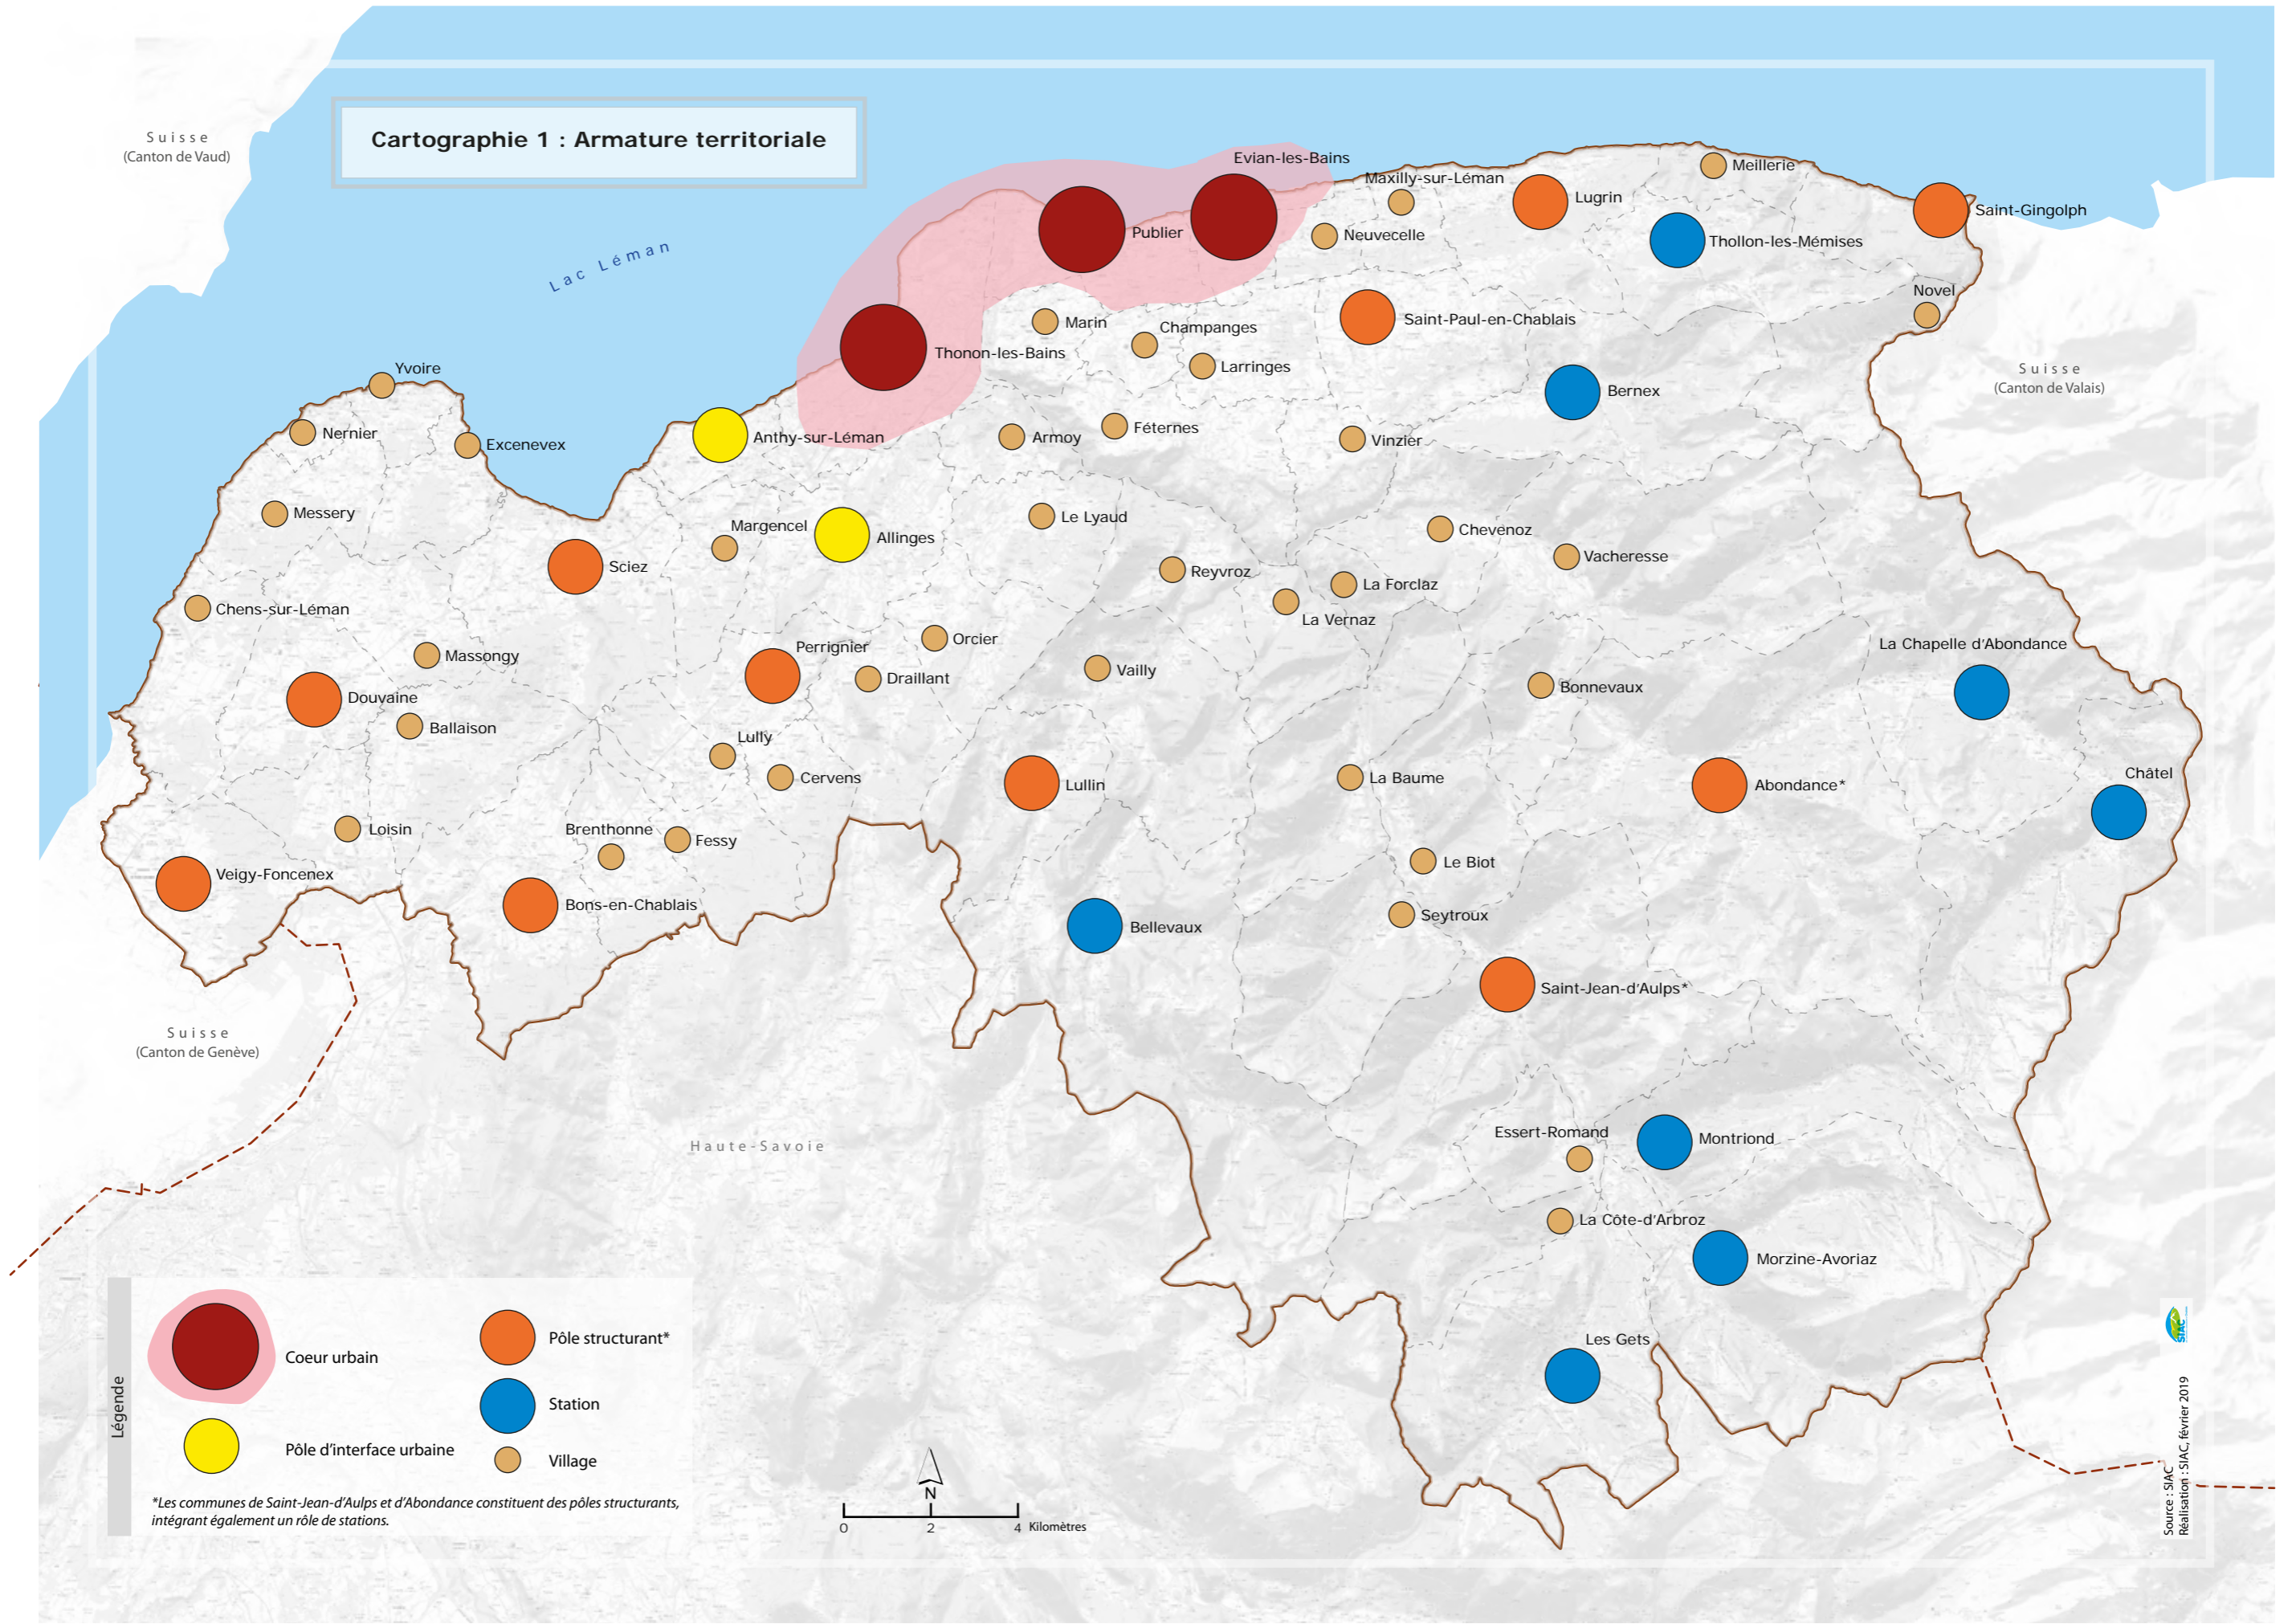 Cartographie 1 : Armature territoriale
Suisse
(Canton de Vaud)
Lac Léman
Evian-les-Bains
Maxilly-sur-Léman
Meillerie
Lugrin
Saint-Gingolph
Publier
Neuvecelle
Thollon-les-Mémises
Novel
Marin
Champanges
Saint-Paul-en-Chablais
Thonon-les-Bains
Larringes
Suisse
(Canton de Valais)
Yvoire
Bernex
Nernier
Excenevex
Anthy-sur-Léman
Armoy
Féternes
Vinzier
Messery
Margencel
Allinges
Le Lyaud
Chevenoz
Vacheresse
Sciez
Reyvroz
La Forclaz
La Vernaz
Chens-sur-Léman
Massongy
Perrignier
Orcier
Draillant
Vailly
La Chapelle d'Abondance
Bonnevaux
Douvaine
Ballaison
Lully
Cervens
Lullin
La Baume
Abondance*
Châtel
Loisin
Brenthonne
Fessy
Le Biot
Veigy-Foncenex
Bons-en-Chablais
Bellevaux
Seytroux
Saint-Jean-d'Aulps*
Suisse
(Canton de Genève)
Haute-Savoie
Essert-Romand
Montriond
La Côte-d'Arbroz
Morzine-Avoriaz
Les Gets
Légende
Coeur urbain
Pôle d'interface urbaine
Pôle structurant*
Station
Village
*Les communes de Saint-Jean-d'Aulps et d'Abondance constituent des pôles structurants,
intégrant également un rôle de stations.
N
0 2 4 Kilomètres
SIAC
Source : SIAC
Réalisation : SIAC, février 2019